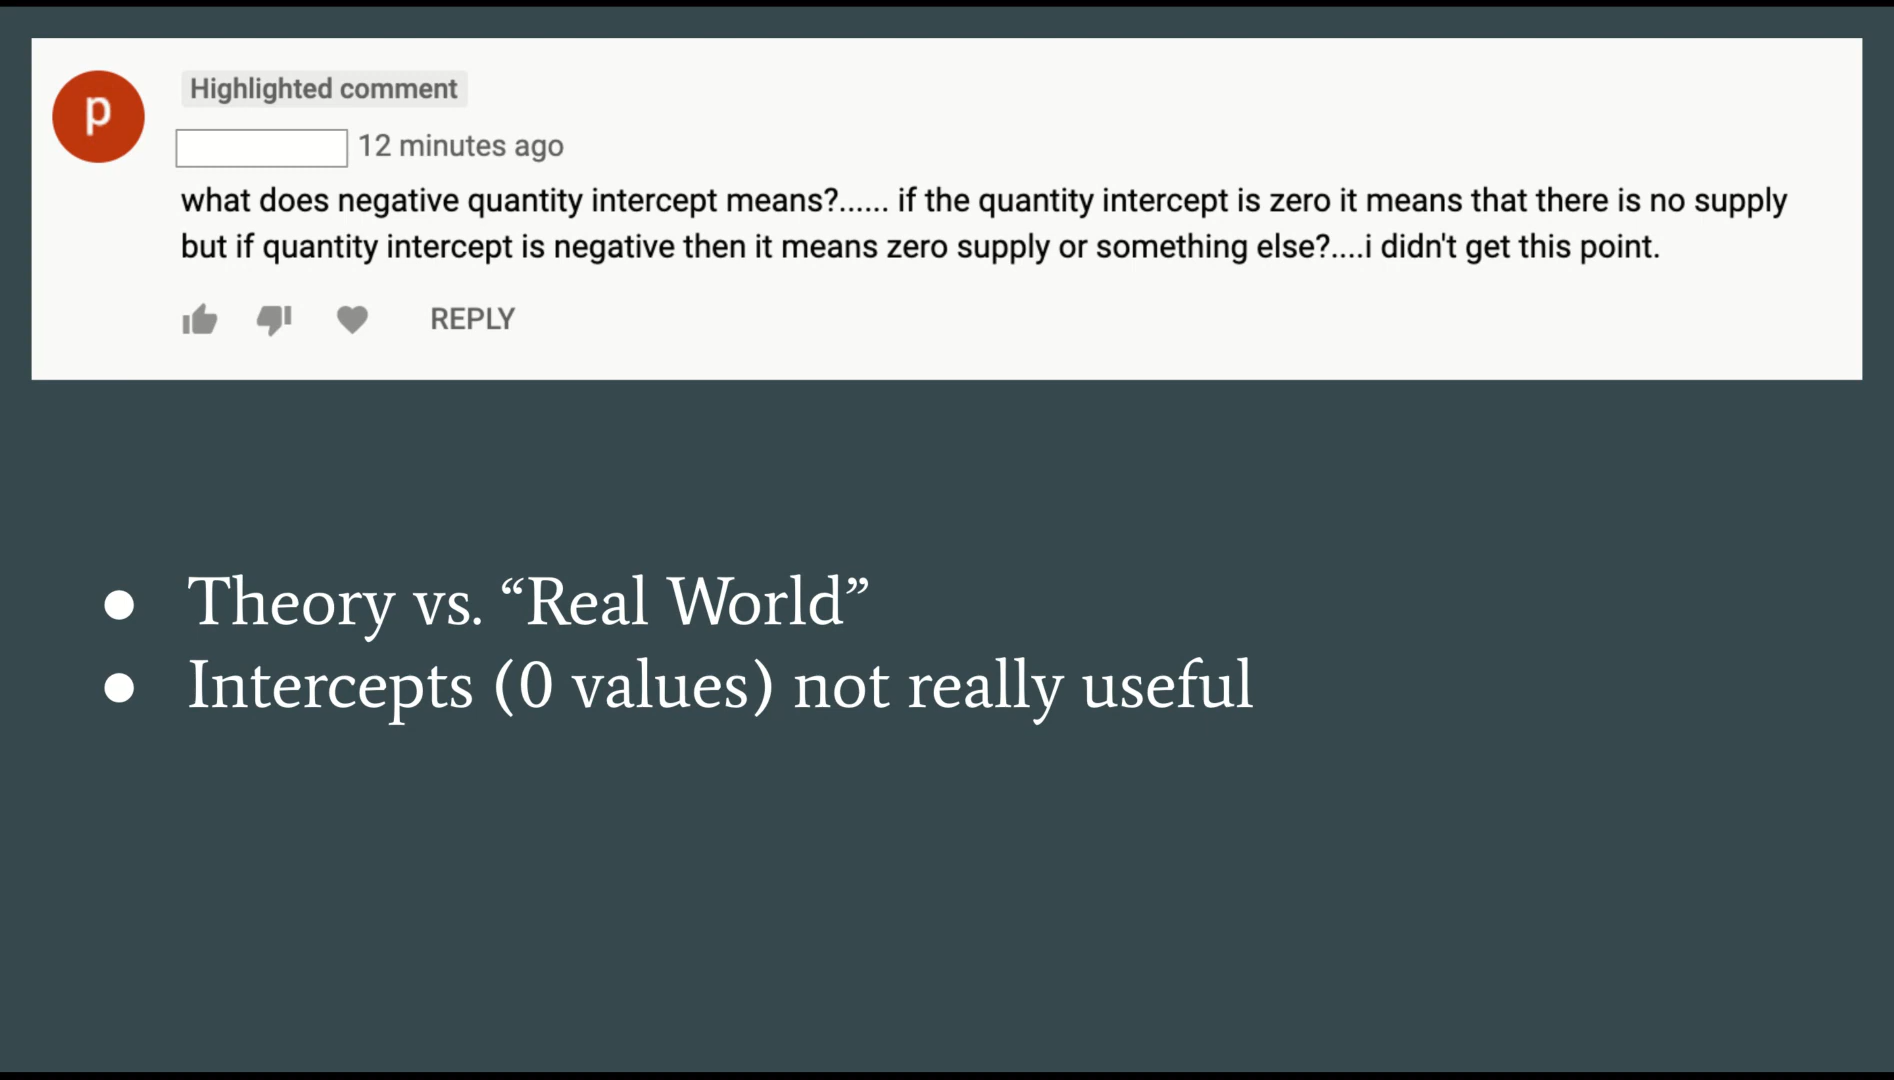 p
Highlighted comment
12 minutes ago
what does negative quantity intercept means?...... if the quantity intercept is zero it means that there is no supply
but if quantity intercept is negative then it means zero supply or something else?....i didn't get this point.
REPLY
● Theory vs. “Real World”
● Intercepts (0 values) not really useful